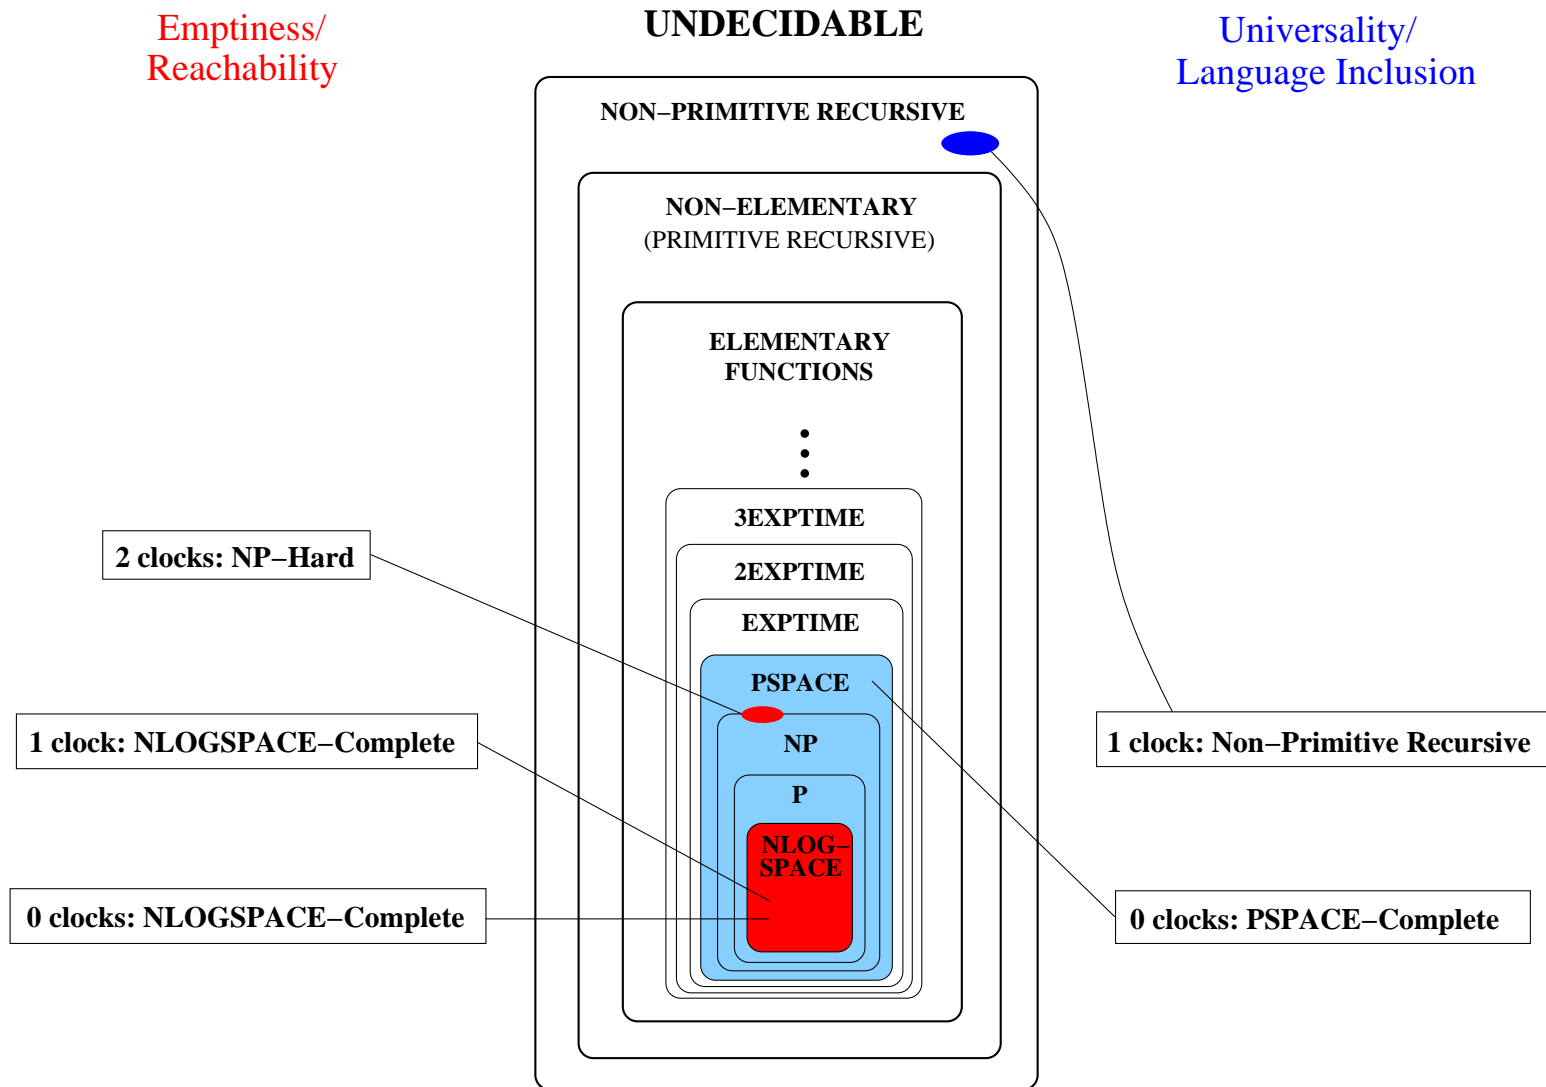 Emptiness/
Reachability
UNDECIDABLE
Universality/
Language Inclusion
NON−PRIMITIVE RECURSIVE
NON−ELEMENTARY
(PRIMITIVE RECURSIVE)
ELEMENTARY
FUNCTIONS
3EXPTIME
2EXPTIME
EXPTIME
PSPACE
NP
P
NLOG−
SPACE
2 clocks: NP−Hard
1 clock: NLOGSPACE−Complete
0 clocks: NLOGSPACE−Complete
1 clock: Non−Primitive Recursive
0 clocks: PSPACE−Complete